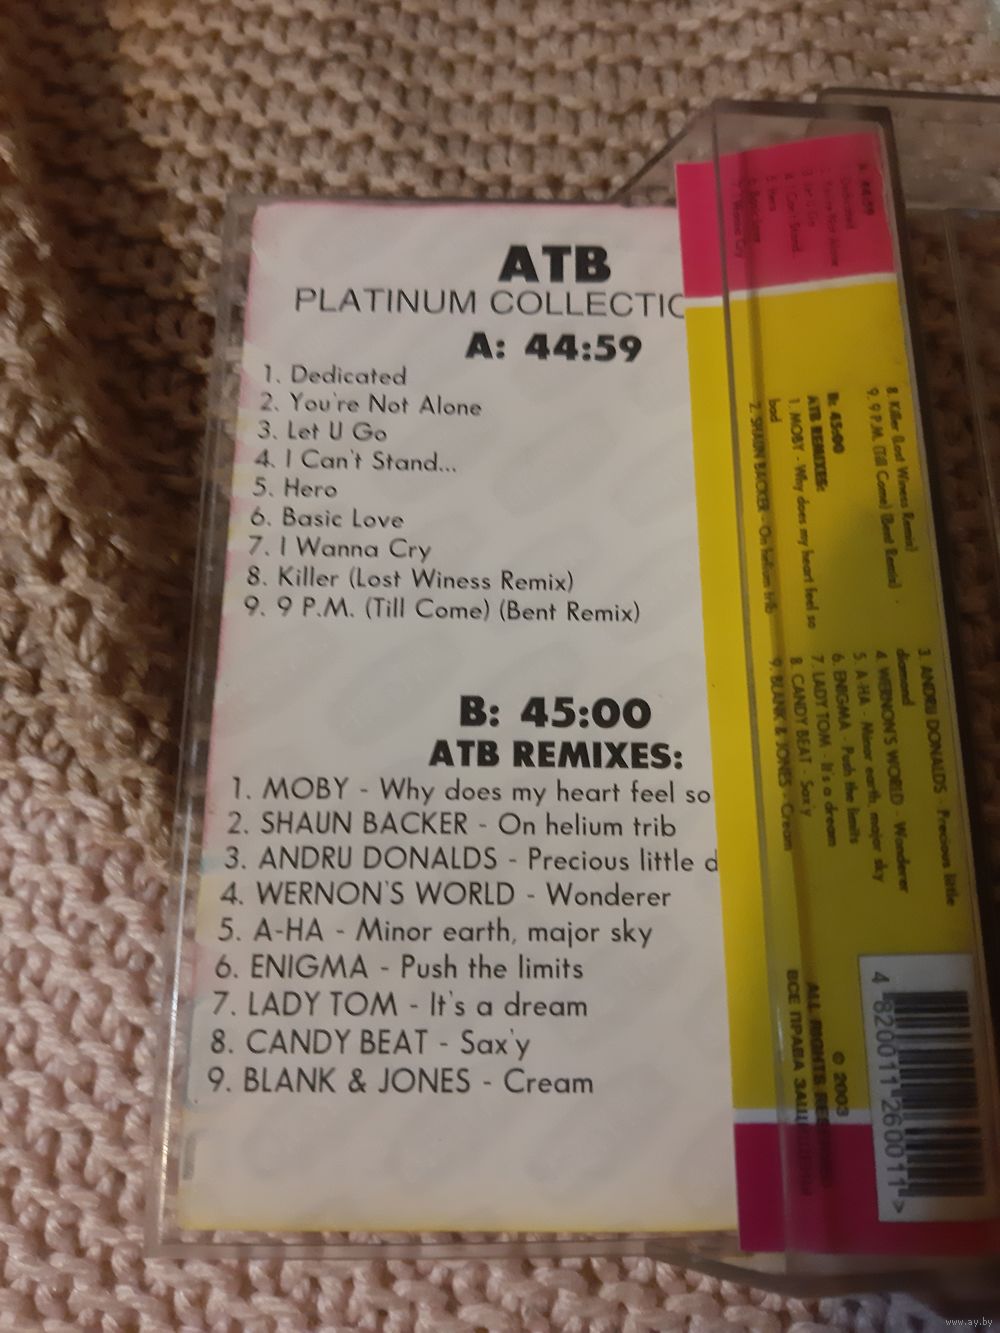 ATB
PLATINUM COLLECTIO
A: 44:59
1. Dedicated
2. You're Not Alone
3. Let U Go
4. I Can't Stand...
5. Hero
6. Basic Love
7. I Wanna Cry
8. Killer (Lost Winess Remix)
9. 9 P.M. (Till Come) (Bent Remix)
B: 45:00
ATB REMIXES:
1. MOBY - Why does my heart feel so
2. SHAUN BACKER - On helium trib
3. ANDRU DONALDS - Precious little d
4. WERNON'S WORLD - Wonderer
5. A-HA - Minor earth, major sky
6. ENIGMA - Push the limits
7. LADY TOM - It's a dream
8. CANDY BEAT - Sax'y
9. BLANK & JONES - Cream
A: 44:59
8. Killer (Lost Winess Remix)
9. 9 P.M. (Till Come) (Bent Remix)
B: 45:00
ATB REMIXES:
1. MOBY - Why does my heart feel so
bad
2. SHAUN BACKER - On helium trib
3. ANDRU DONALDS - Precious little
diamond
4. WERNON'S WORLD - Wonderer
5. A-HA - Minor earth, major sky
6. ENIGMA - Push the limits
7. LADY TOM - It's a dream
8. CANDY BEAT - Sax'y
9. BLANK & JONES - Cream
© 2003
ALL RIGHTS
ВСЕ ПРАВА
4 820011 260011 >
www.ay.by